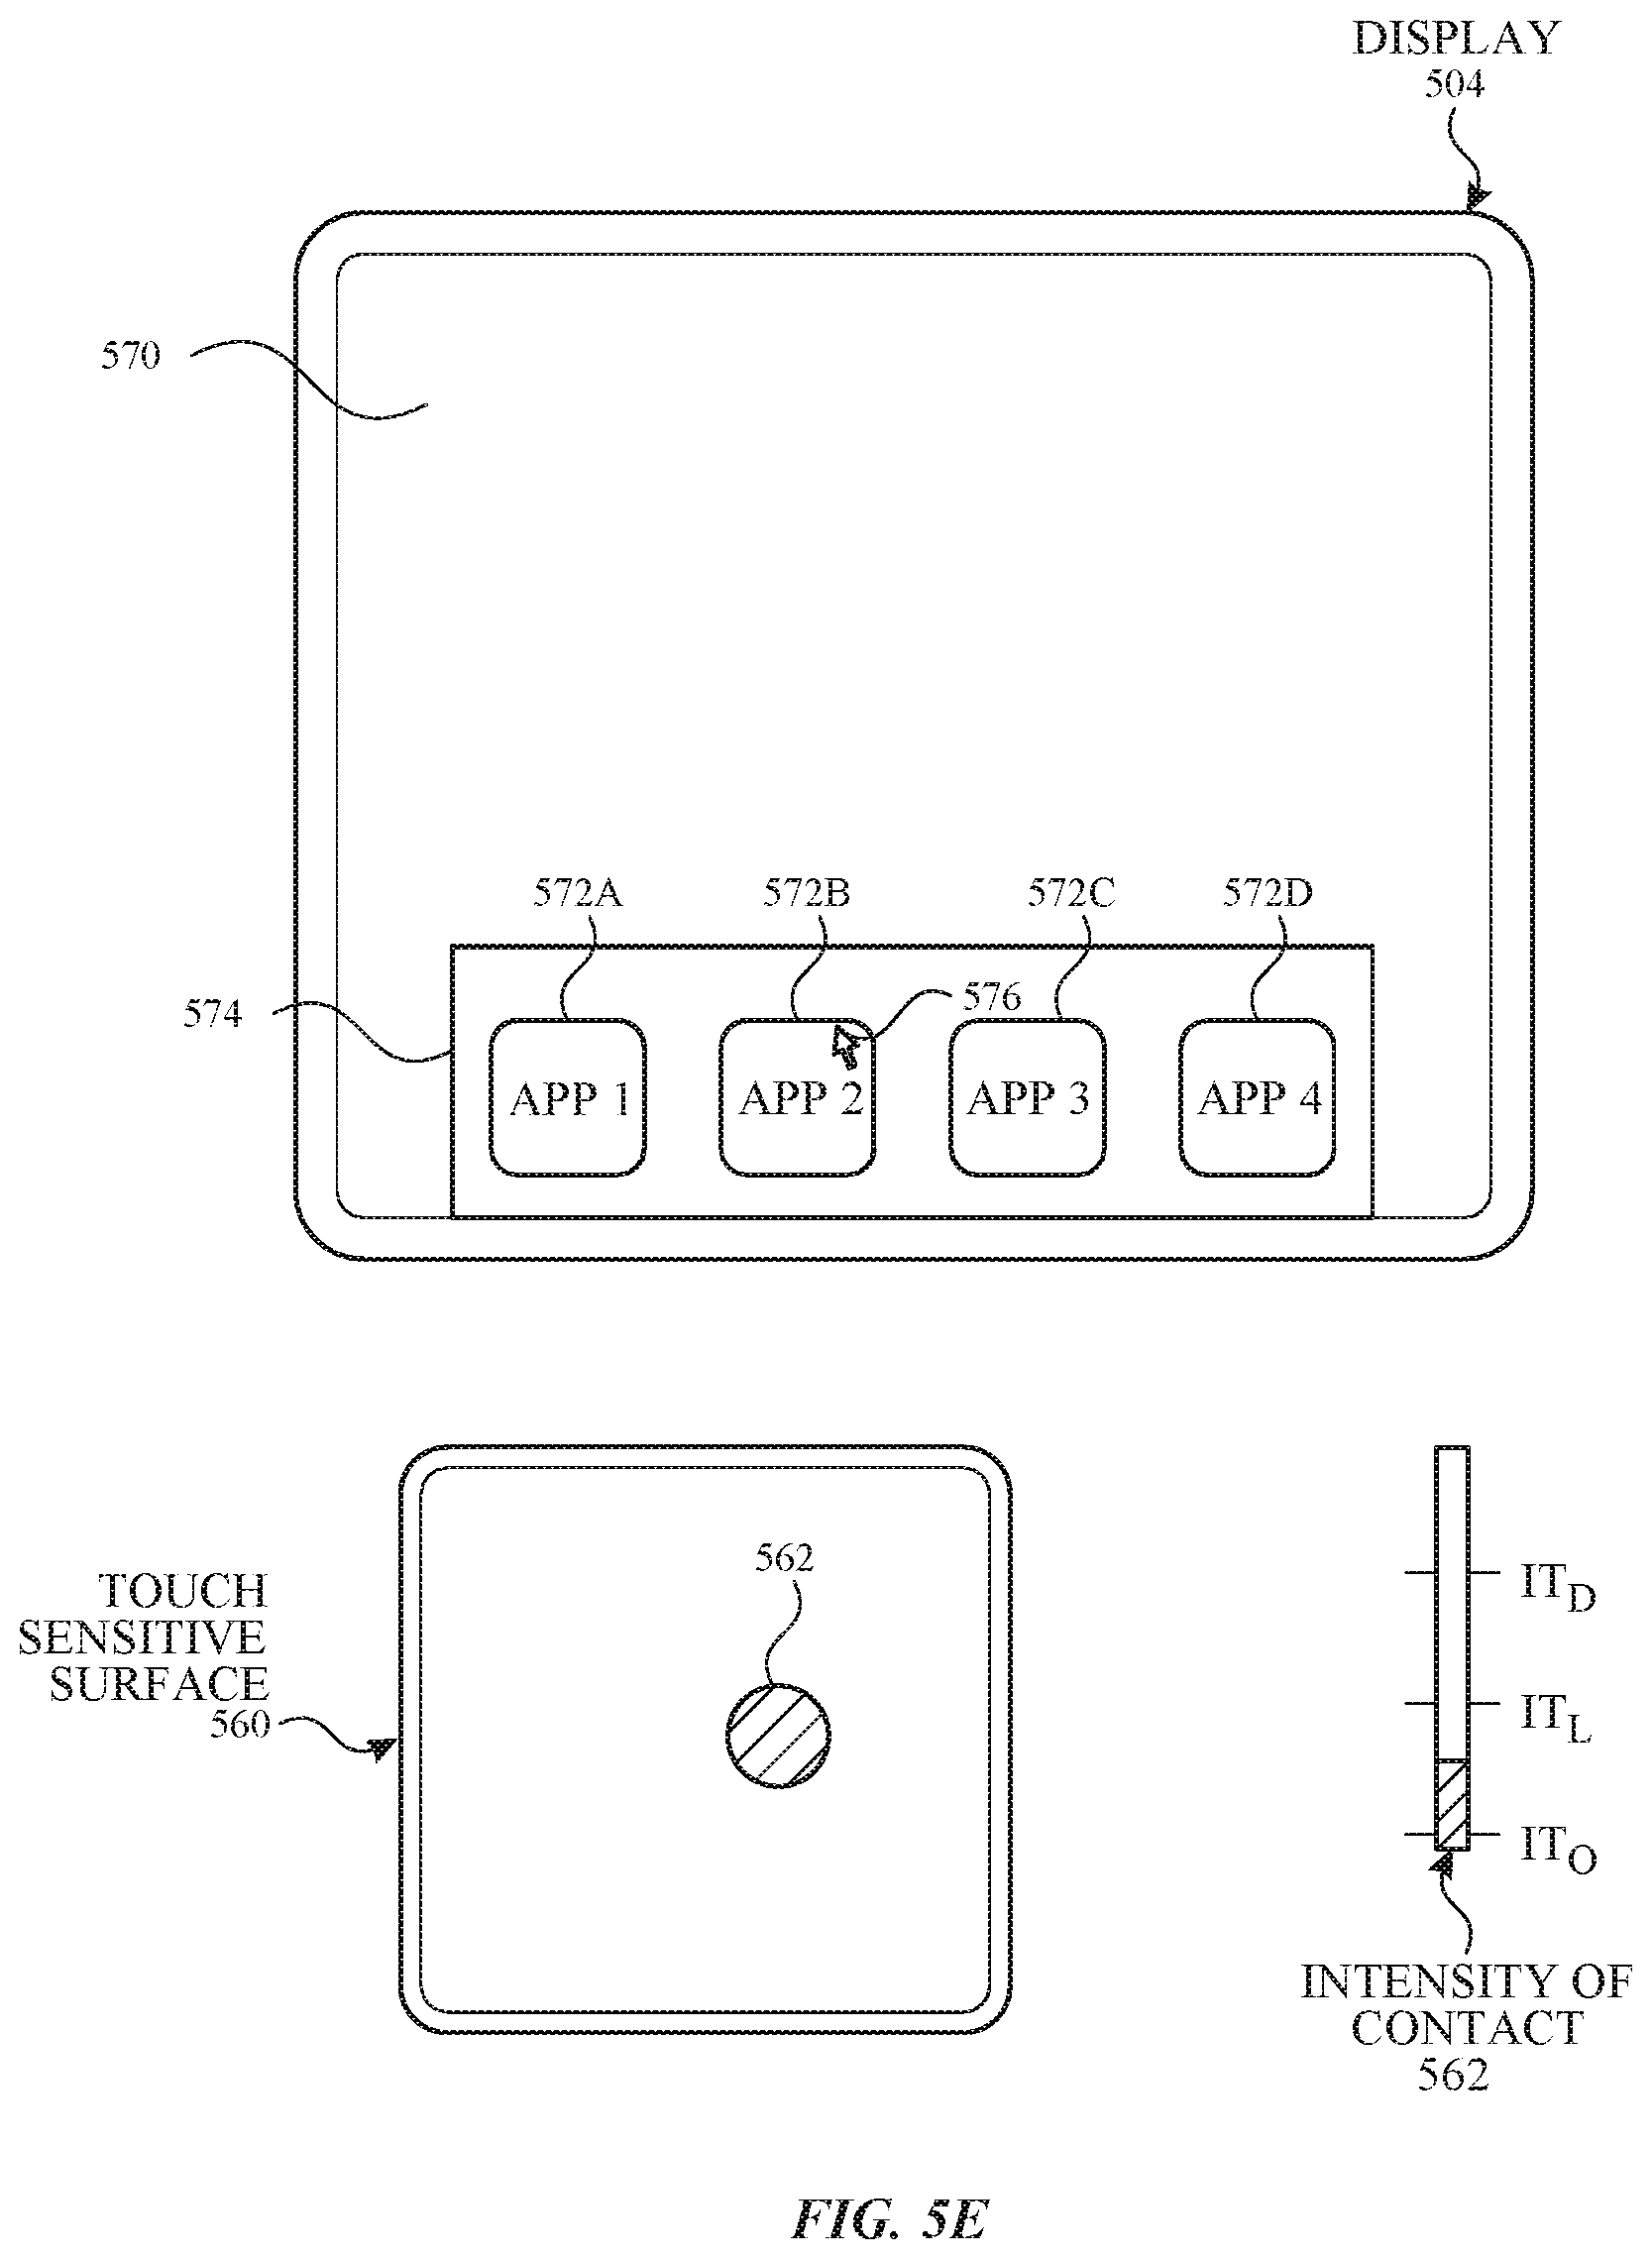 DISPLAY
504
570
572A 572B 572C 572D
574
576
APP 1 APP 2 APP 3 APP 4
562
TOUCH
SENSITIVE
SURFACE
560
IT_D
IT_L
IT_O
INTENSITY OF
CONTACT
562
FIG. 5E